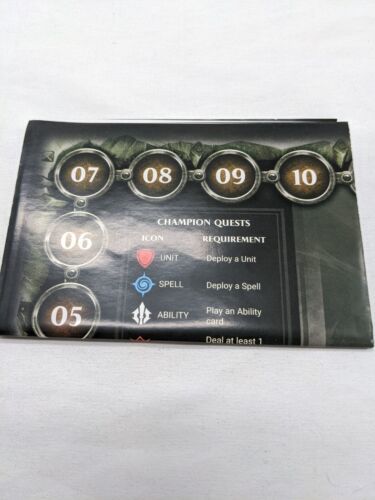 07 08 09 10
CHAMPION QUESTS
ICON REQUIREMENT
06
UNIT Deploy a Unit
SPELL Deploy a Spell
05
ABILITY Play an Ability
card
Deal at least 1